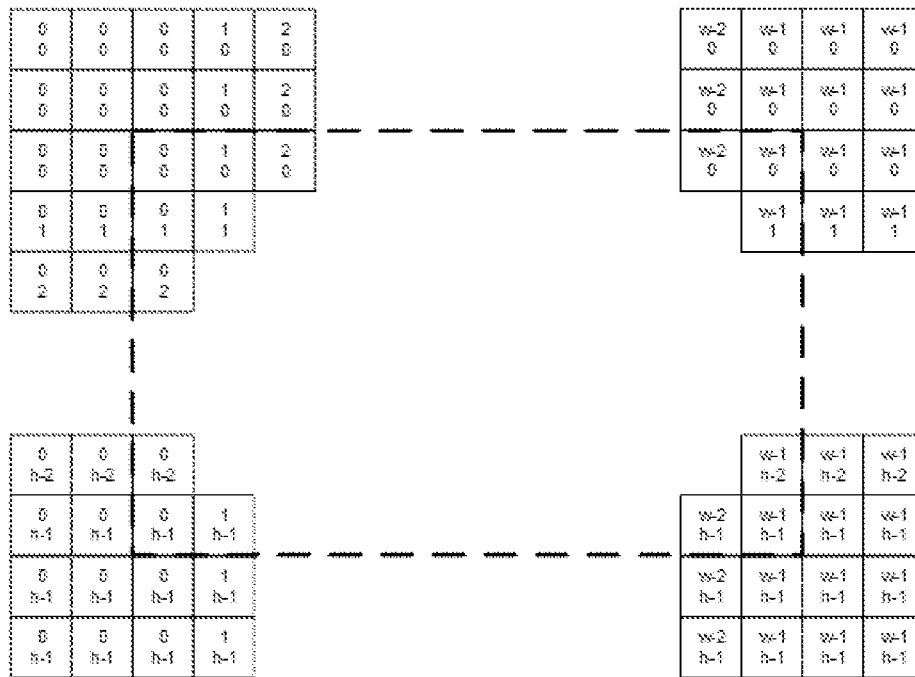 0 0 0 1 2 w-2 w-1 w-1 w-1
0 0 0 0 0 0 0 0 0
0 0 0 1 2 w-2 w-1 w-1 w-1
0 0 0 0 0 0 0 0 0
0 0 0 1 2 w-2 w-1 w-1 w-1
0 0 0 0 0 0 0 0 0
0 0 0 1 w-1 w-1 w-1
1 1 1 1 1 1 1
0 0 0
2 2 2
0 0 0 w-1 w-1 w-1
h-2 h-2 h-2 h-2 h-2 h-2
0 0 0 1 w-2 w-1 w-1 w-1
h-1 h-1 h-1 h-1 h-1 h-1 h-1 h-1
0 0 0 1 w-2 w-1 w-1 w-1
h-1 h-1 h-1 h-1 h-1 h-1 h-1 h-1
0 0 0 1 w-2 w-1 w-1 w-1
h-1 h-1 h-1 h-1 h-1 h-1 h-1 h-1